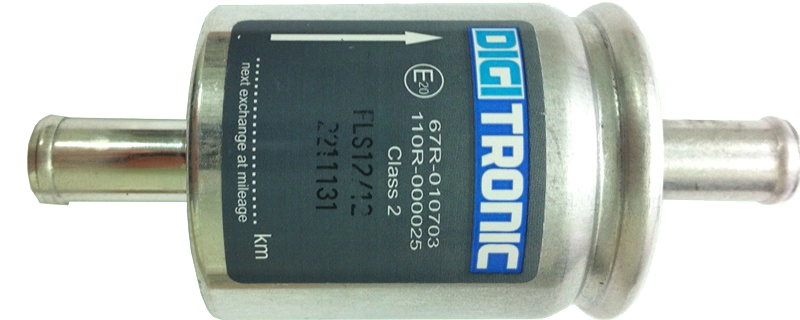 DIGITRONIC
E20
67R-010703
110R-000025
Class 2
FLS12/12
2211131
........................... km
next exchange at mileage